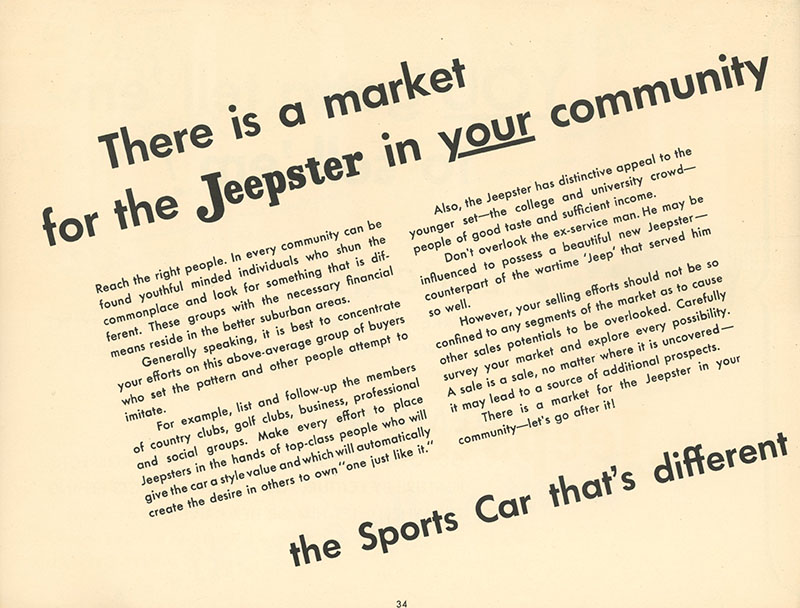 There is a market
for the Jeepster in your community
Reach the right people. In every community can be
found youthful minded individuals who shun the
commonplace and look for something that is dif-
ferent. These groups with the necessary financial
means reside in the better suburban areas.
Generally speaking, it is best to concentrate
your efforts on this above-average group of buyers
who set the pattern and other people attempt to
imitate.
For example, list and follow-up the members
of country clubs, golf clubs, business, professional
and social groups. Make every effort to place
Jeepsters in the hands of top-class people who will
give the car a style value and which will automatically
create the desire in others to own "one just like it."
Also, the Jeepster has distinctive appeal to the
younger set—the college and university crowd—
people of good taste and sufficient income.
Don't overlook the ex-service man. He may be
influenced to possess a beautiful new Jeepster—
counterpart of the wartime 'Jeep' that served him
so well.
However, your selling efforts should not be so
confined to any segments of the market as to cause
other sales potentials to be overlooked. Carefully
survey your market and explore every possibility.
A sale is a sale, no matter where it is uncovered—
it may lead to a source of additional prospects.
There is a market for the Jeepster in your
community—let's go after it!
the Sports Car that's different
34